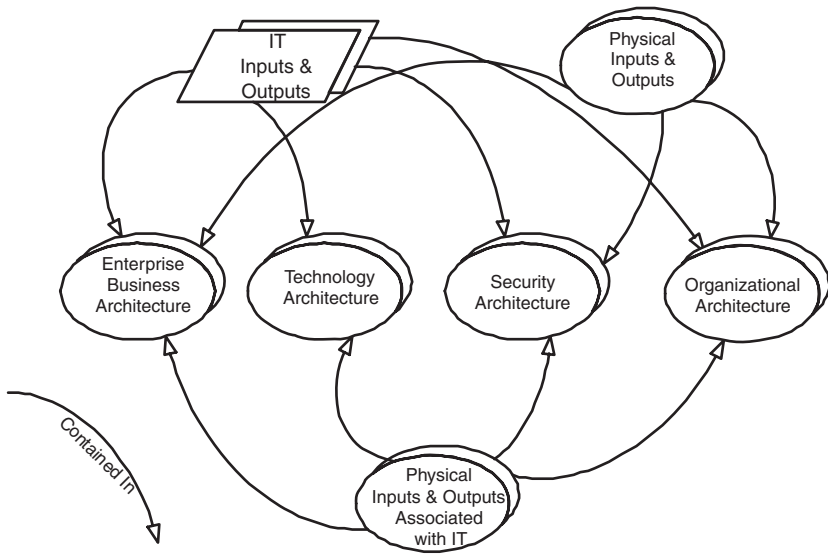 IT
Inputs &
Outputs
Physical
Inputs &
Outputs
Enterprise
Business
Architecture
Technology
Architecture
Security
Architecture
Organizational
Architecture
Contained In
Physical
Inputs & Outputs
Associated
with IT